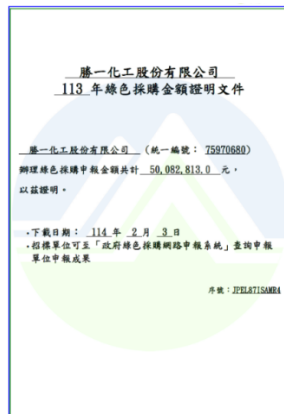 勝一化工股份有限公司
113 年綠色採購金額證明文件
勝一化工股份有限公司 (統一編號: 75970680)
辦理綠色採購申報金額共計 50,082,813.0 元，
以茲證明。
•下載日期： 114 年 2 月 3 日
•招標單位可至「政府綠色採購網路申報系統」查詢申報
單位申報成果
序號：JPEL87ISAMR4